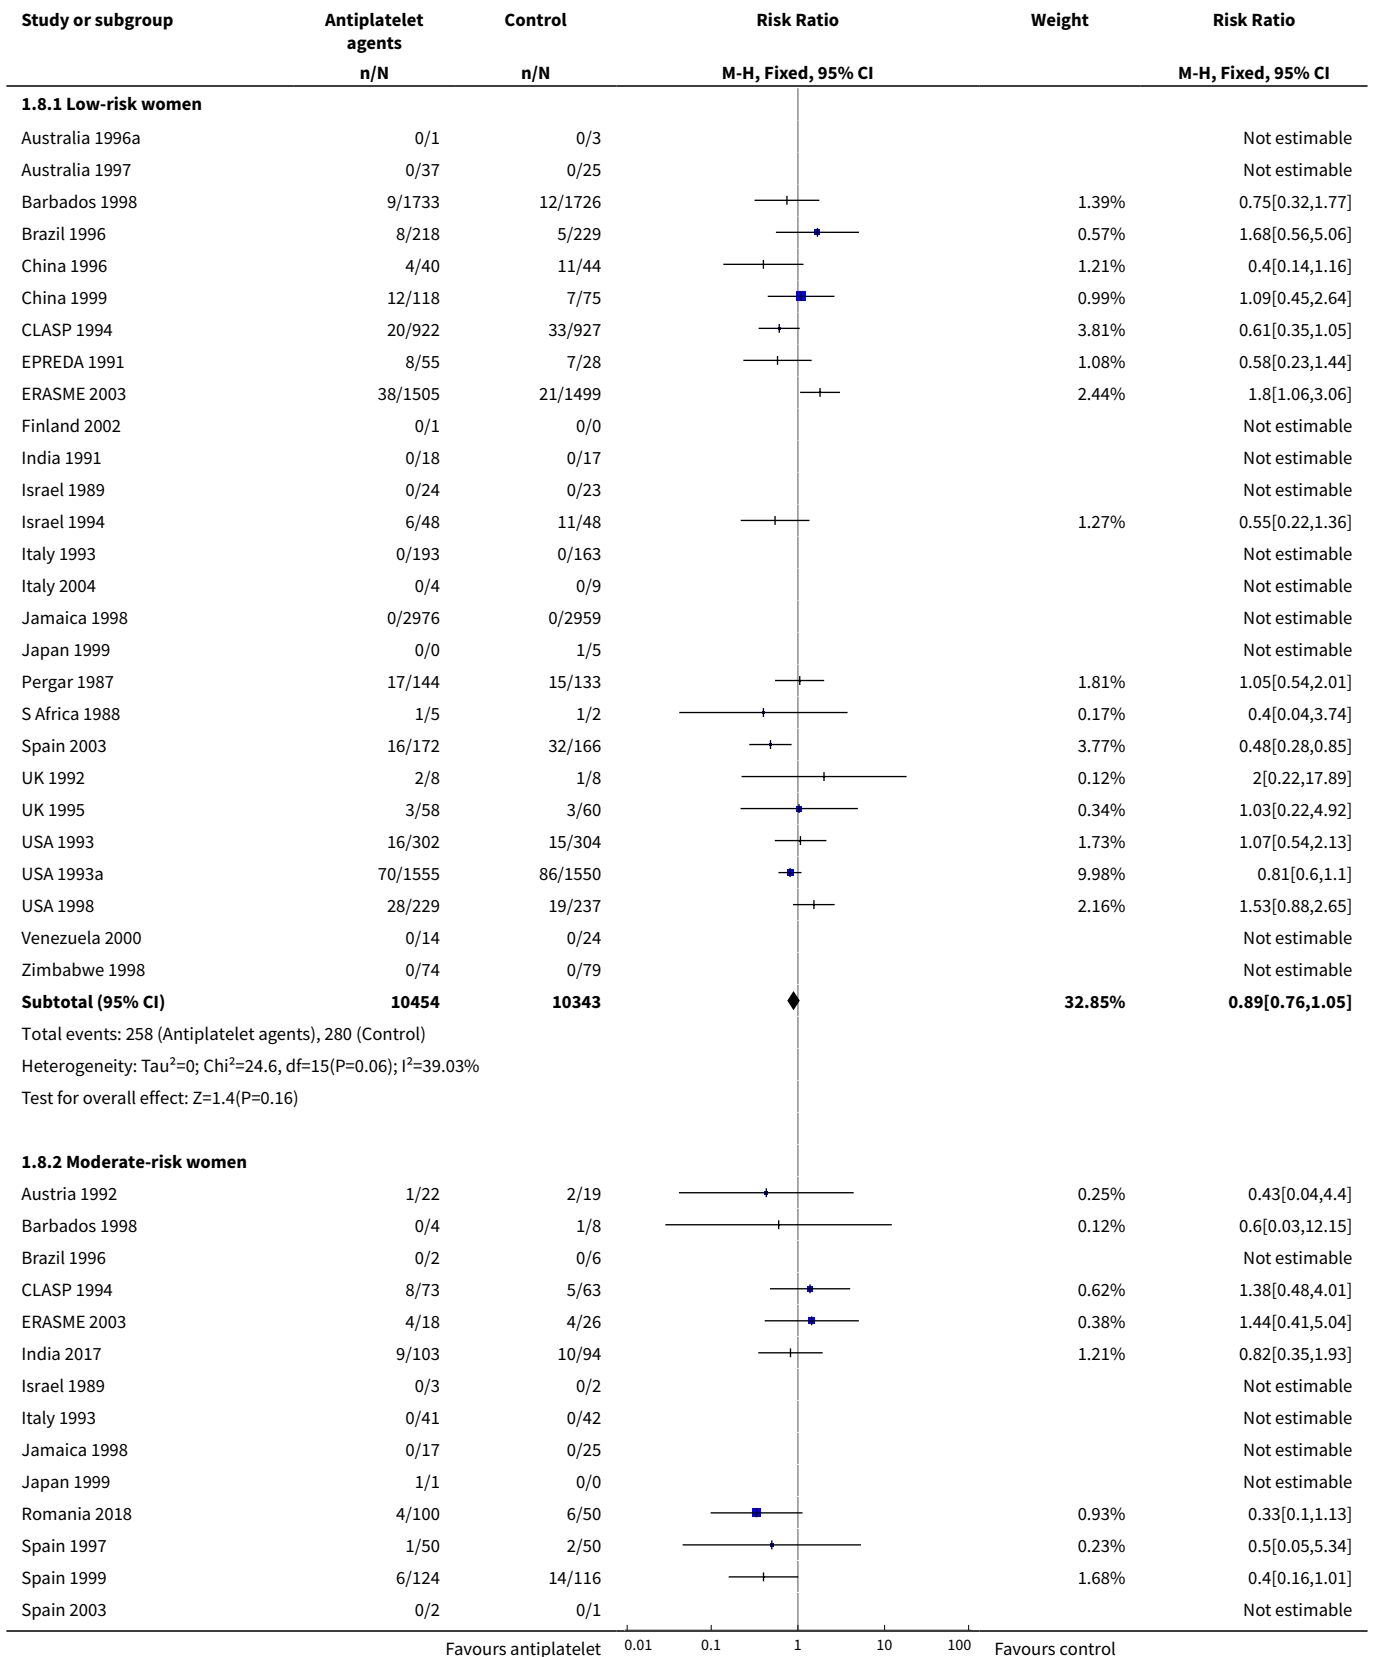 Study or subgroup Antiplatelet agents Control Risk Ratio Weight Risk Ratio
n/N n/N M-H, Fixed, 95% CI M-H, Fixed, 95% CI
1.8.1 Low-risk women
Australia 1996a 0/1 0/3 Not estimable
Australia 1997 0/37 0/25 Not estimable
Barbados 1998 9/1733 12/1726 1.39% 0.75[0.32,1.77]
Brazil 1996 8/218 5/229 0.57% 1.68[0.56,5.06]
China 1996 4/40 11/44 1.21% 0.4[0.14,1.16]
China 1999 12/118 7/75 0.99% 1.09[0.45,2.64]
CLASP 1994 20/922 33/927 3.81% 0.61[0.35,1.05]
EPREDA 1991 8/55 7/28 1.08% 0.58[0.23,1.44]
ERASME 2003 38/1505 21/1499 2.44% 1.8[1.06,3.06]
Finland 2002 0/1 0/0 Not estimable
India 1991 0/18 0/17 Not estimable
Israel 1989 0/24 0/23 Not estimable
Israel 1994 6/48 11/48 1.27% 0.55[0.22,1.36]
Italy 1993 0/193 0/163 Not estimable
Italy 2004 0/4 0/9 Not estimable
Jamaica 1998 0/2976 0/2959 Not estimable
Japan 1999 0/0 1/5 Not estimable
Pergar 1987 17/144 15/133 1.81% 1.05[0.54,2.01]
S Africa 1988 1/5 1/2 0.17% 0.4[0.04,3.74]
Spain 2003 16/172 32/166 3.77% 0.48[0.28,0.85]
UK 1992 2/8 1/8 0.12% 2[0.22,17.89]
UK 1995 3/58 3/60 0.34% 1.03[0.22,4.92]
USA 1993 16/302 15/304 1.73% 1.07[0.54,2.13]
USA 1993a 70/1555 86/1550 9.98% 0.81[0.6,1.1]
USA 1998 28/229 19/237 2.16% 1.53[0.88,2.65]
Venezuela 2000 0/14 0/24 Not estimable
Zimbabwe 1998 0/74 0/79 Not estimable
Subtotal (95% CI) 10454 10343 32.85% 0.89[0.76,1.05]
Total events: 258 (Antiplatelet agents), 280 (Control)
Heterogeneity: Tau²=0; Chi²=24.6, df=15(P=0.06); I²=39.03%
Test for overall effect: Z=1.4(P=0.16)
1.8.2 Moderate-risk women
Austria 1992 1/22 2/19 0.25% 0.43[0.04,4.4]
Barbados 1998 0/4 1/8 0.12% 0.6[0.03,12.15]
Brazil 1996 0/2 0/6 Not estimable
CLASP 1994 8/73 5/63 0.62% 1.38[0.48,4.01]
ERASME 2003 4/18 4/26 0.38% 1.44[0.41,5.04]
India 2017 9/103 10/94 1.21% 0.82[0.35,1.93]
Israel 1989 0/3 0/2 Not estimable
Italy 1993 0/41 0/42 Not estimable
Jamaica 1998 0/17 0/25 Not estimable
Japan 1999 1/1 0/0 Not estimable
Romania 2018 4/100 6/50 0.93% 0.33[0.1,1.13]
Spain 1997 1/50 2/50 0.23% 0.5[0.05,5.34]
Spain 1999 6/124 14/116 1.68% 0.4[0.16,1.01]
Spain 2003 0/2 0/1 Not estimable
Favours antiplatelet 0.01 0.1 1 10 100 Favours control